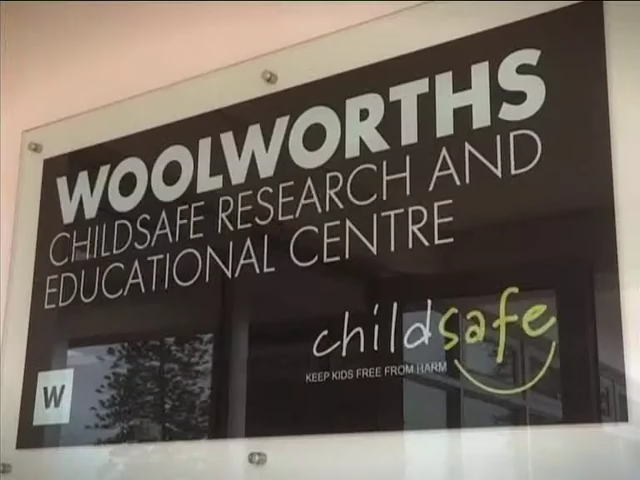 WOOLWORTHS
CHILDSAFE RESEARCH AND
EDUCATIONAL CENTRE
childsafe
KEEP KIDS FREE FROM HARM
W